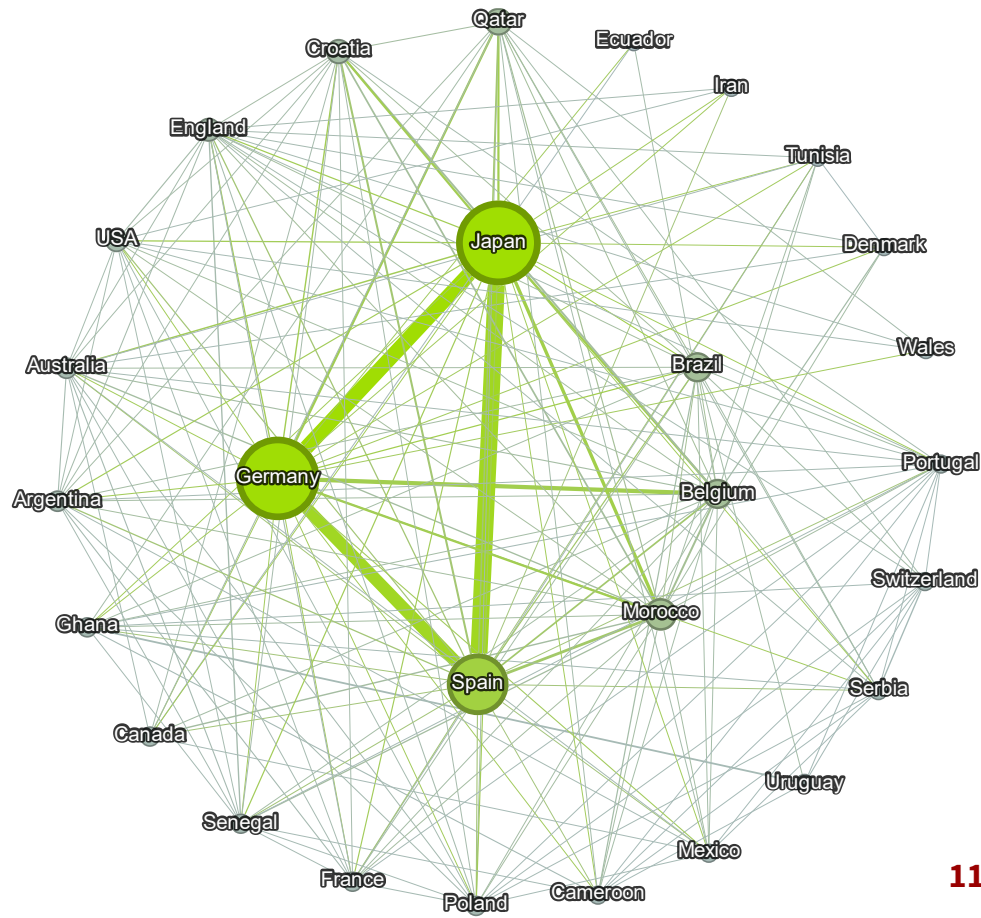 Qatar
Ecuador
Croatia
Iran
England
Tunisia
USA
Japan
Denmark
Wales
Australia
Brazil
Portugal
Germany
Belgium
Argentina
Switzerland
Morocco
Ghana
Spain
Serbia
Canada
Uruguay
Senegal
Mexico
France
11
Cameroon
Poland